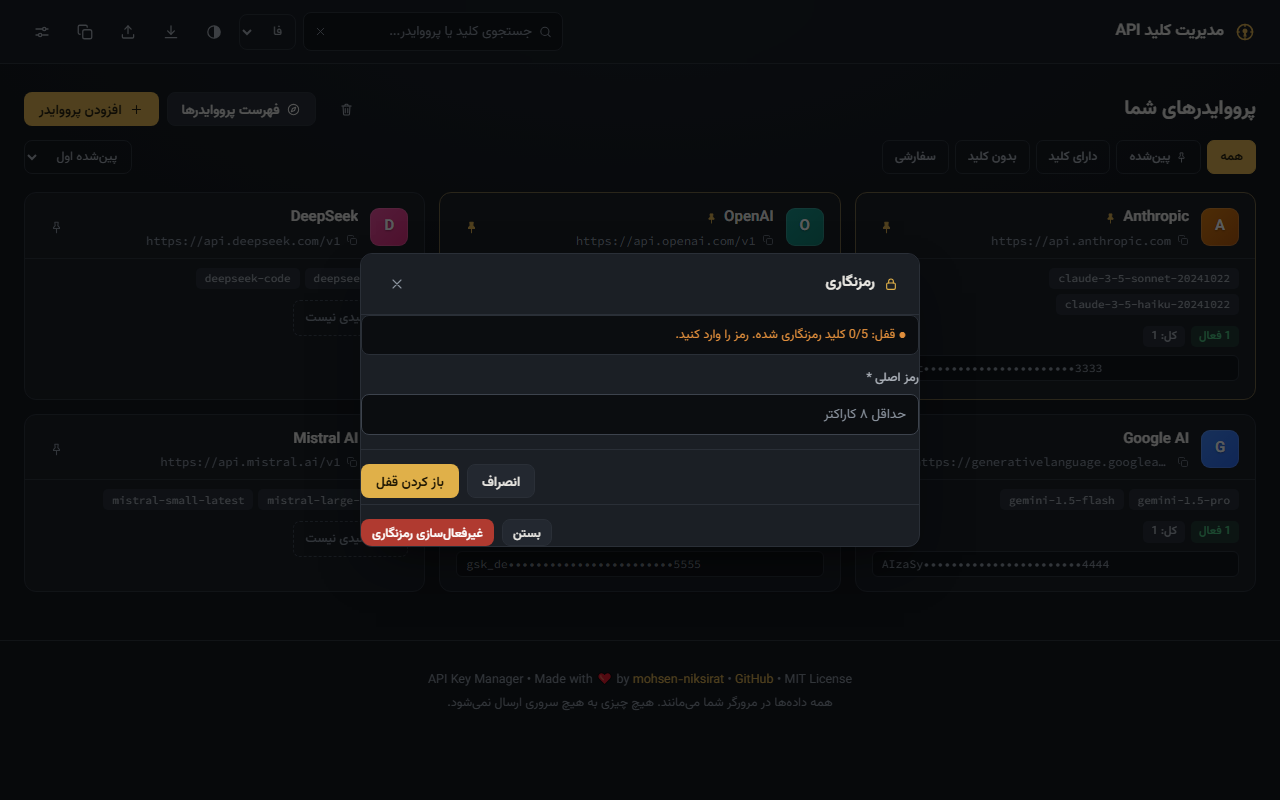 مدیریت کلید API
جستجوی کلید یا پرووایدر...
فا
پرووایدرهای شما
فهرست پرووایدرها
افزودن پرووایدر
همه
پین‌شده
دارای کلید
بدون کلید
سفارشی
پین‌شده اول
A
Anthropic
https://api.anthropic.com
claude-3-5-sonnet-20241022
claude-3-5-haiku-20241022
1 فعال
کل: 1
••••••••••••••••••••••3333
O
OpenAI
https://api.openai.com/v1
D
DeepSeek
https://api.deepseek.com/v1
deepseek-code
رمزنگاری
● قفل: 0/5 کلید رمزنگاری شده. رمز را وارد کنید.
رمز اصلی *
حداقل ۸ کاراکتر
انصراف
باز کردن قفل
بستن
غیرفعال‌سازی رمزنگاری
G
Google AI
gemini-1.5-pro
gemini-1.5-flash
1 فعال
کل: 1
AIzaSy•••••••••••••••••••••••4444
gsk_de••••••••••••••••••••••••5555
Mistral AI
https://api.mistral.ai/v1
mistral-small-latest
API Key Manager • Made with ❤ by mohsen-niksirat • GitHub • MIT License
همه داده‌ها در مرورگر شما می‌مانند. هیچ چیزی به هیچ سروری ارسال نمی‌شود.